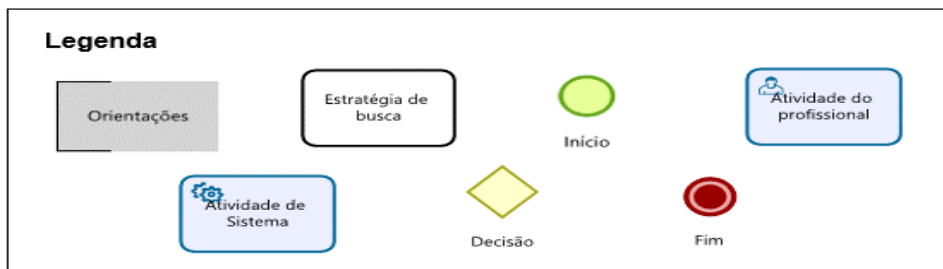 Legenda
Orientações
Estratégia de
busca
Início
Atividade do
profissional
Atividade de
Sistema
Decisão
Fim